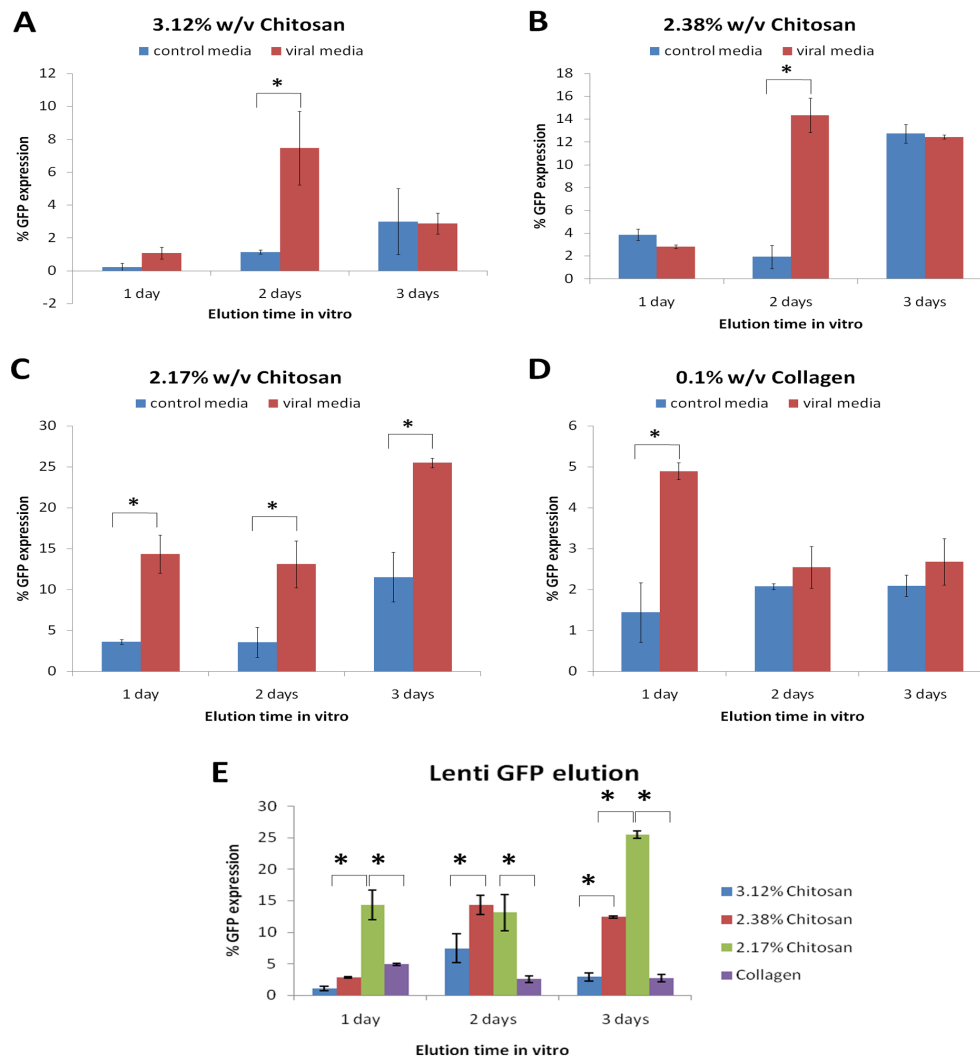 A
3.12% w/v Chitosan
control media viral media
*
12
10
8
6
4
2
0
-2
% GFP expression
1 day 2 days 3 days
Elution time in vitro
B
2.38% w/v Chitosan
control media viral media
*
18
16
14
12
10
8
6
4
2
0
% GFP expression
1 day 2 days 3 days
Elution time in vitro
C
2.17% w/v Chitosan
control media viral media
* * *
30
25
20
15
10
5
0
% GFP expression
1 day 2 days 3 days
Elution time in vitro
D
0.1% w/v Collagen
control media viral media
*
6
5
4
3
2
1
0
% GFP expression
1 day 2 days 3 days
Elution time in vitro
E
Lenti GFP elution
* * * * * * *
30
25
20
15
10
5
0
% GFP expression
1 day 2 days 3 days
Elution time in vitro
3.12% Chitosan
2.38% Chitosan
2.17% Chitosan
Collagen